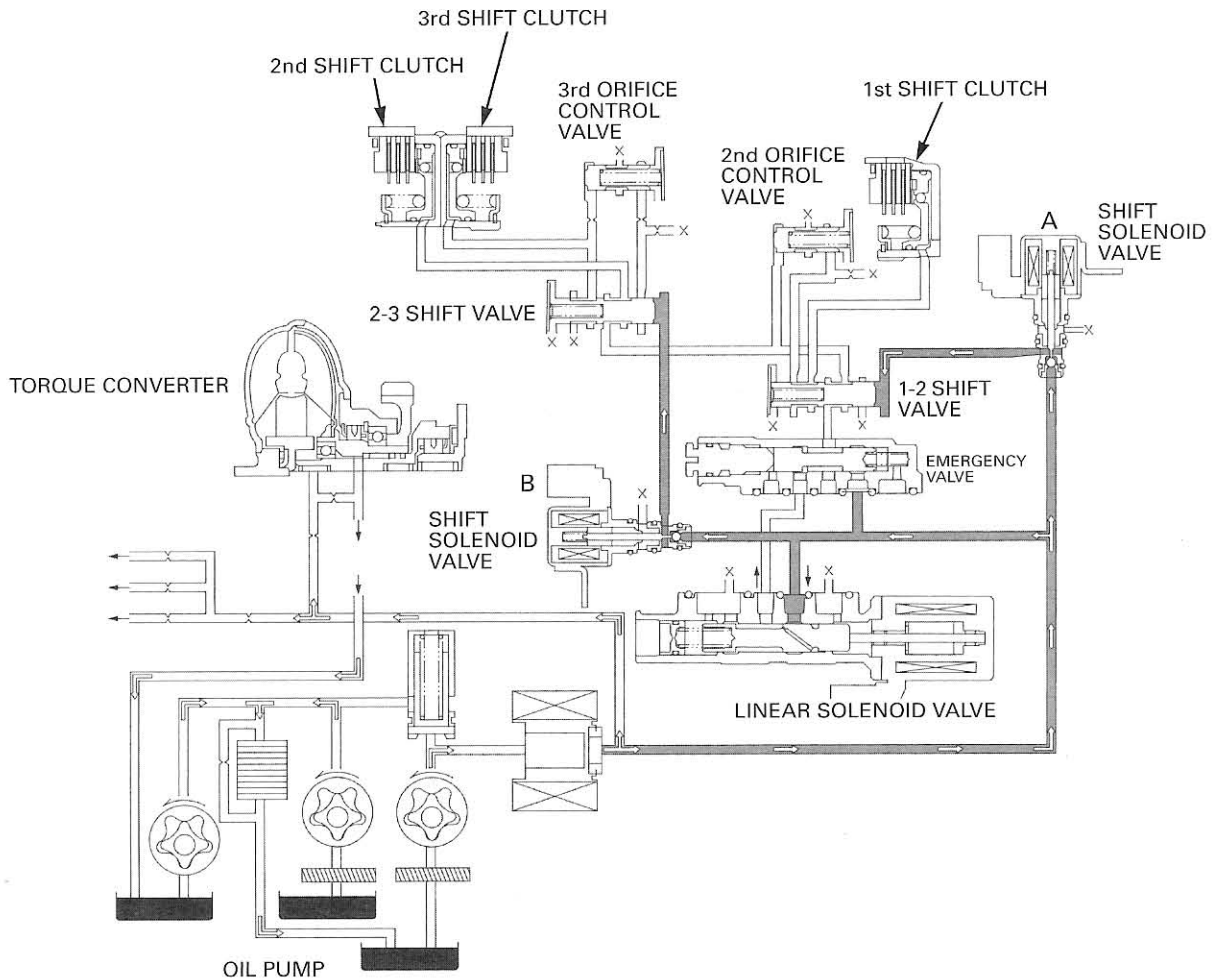 3rd SHIFT CLUTCH
2nd SHIFT CLUTCH
3rd ORIFICE
CONTROL
VALVE
1st SHIFT CLUTCH
2nd ORIFICE
CONTROL
VALVE
A
SHIFT
SOLENOID
VALVE
X
X
X
X
X
2-3 SHIFT VALVE
X
X
X
TORQUE CONVERTER
1-2 SHIFT
VALVE
X
X
B
EMERGENCY
VALVE
X
SHIFT
SOLENOID
VALVE
X
X
LINEAR SOLENOID VALVE
OIL PUMP